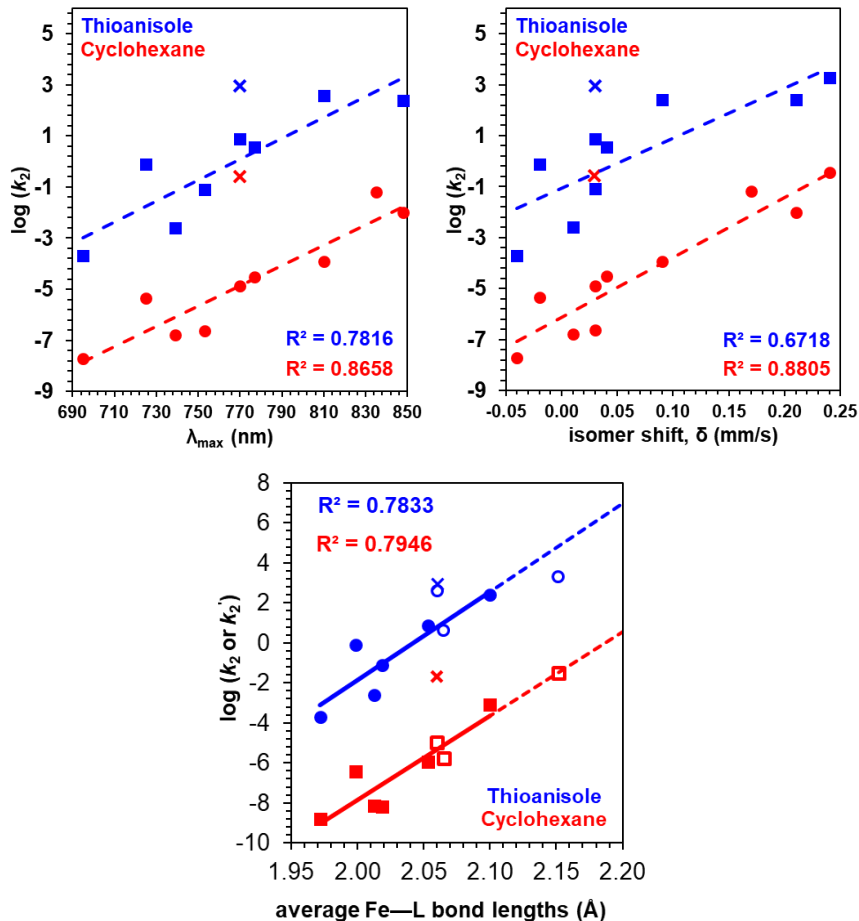 Thioanisole
Cyclohexane
5
3
1
-1
-3
-5
-7
-9
log (k₂)
R² = 0.7816
R² = 0.8658
690 710 730 750 770 790 810 830 850
λmax (nm)
Thioanisole
Cyclohexane
5
3
1
-1
-3
-5
-7
-9
log (k₂)
R² = 0.6718
R² = 0.8805
-0.05 0.00 0.05 0.10 0.15 0.20 0.25
isomer shift, δ (mm/s)
8
6
4
2
0
-2
-4
-6
-8
-10
log (k₂ or k₂')
R² = 0.7833
R² = 0.7946
Thioanisole
Cyclohexane
1.95 2.00 2.05 2.10 2.15 2.20
average Fe—L bond lengths (Å)